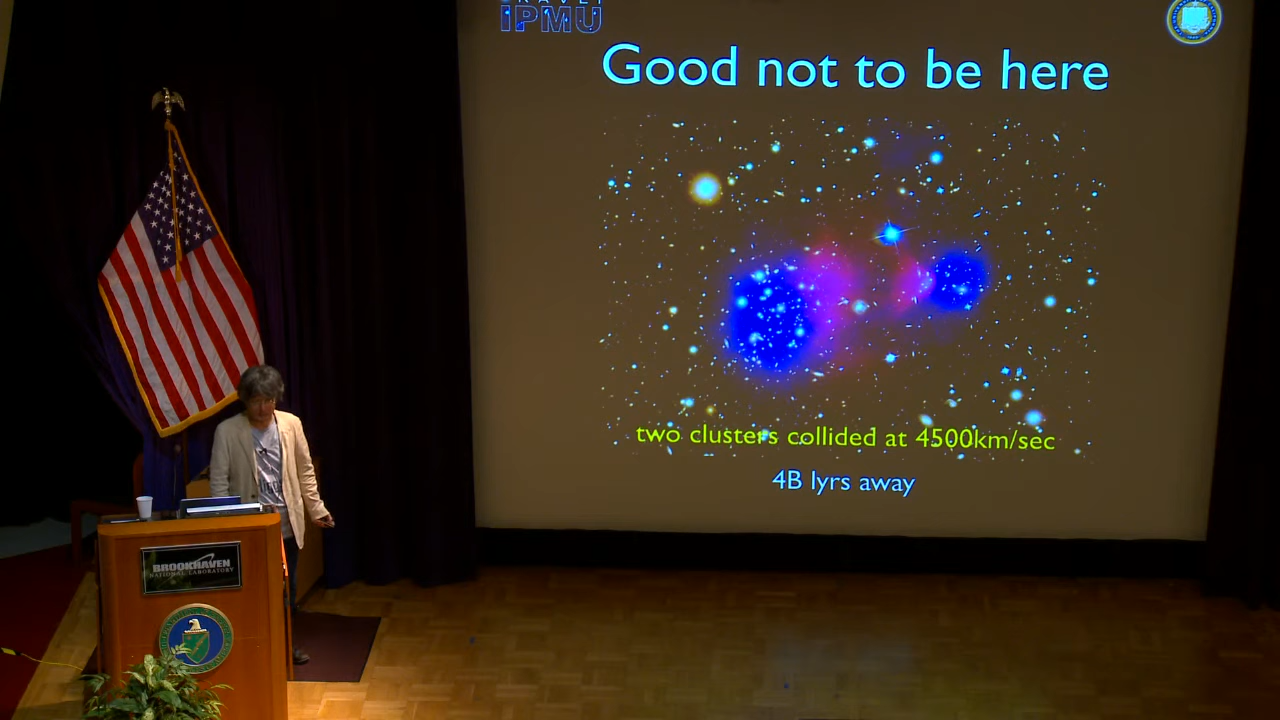 IPMU
Good not to be here
two clusters collided at 4500km/sec
4B lyrs away
BROOKHAVEN
NATIONAL LABORATORY